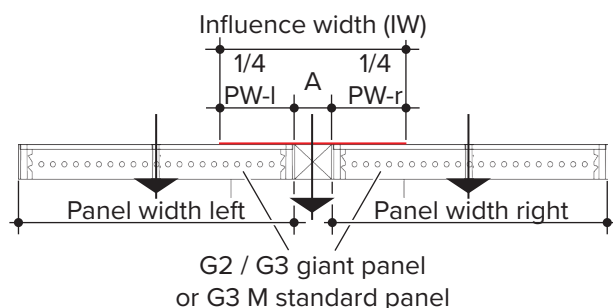 Influence width (IW)
1/4 A 1/4
PW-l PW-r
Panel width left Panel width right
G2 / G3 giant panel
or G3 M standard panel